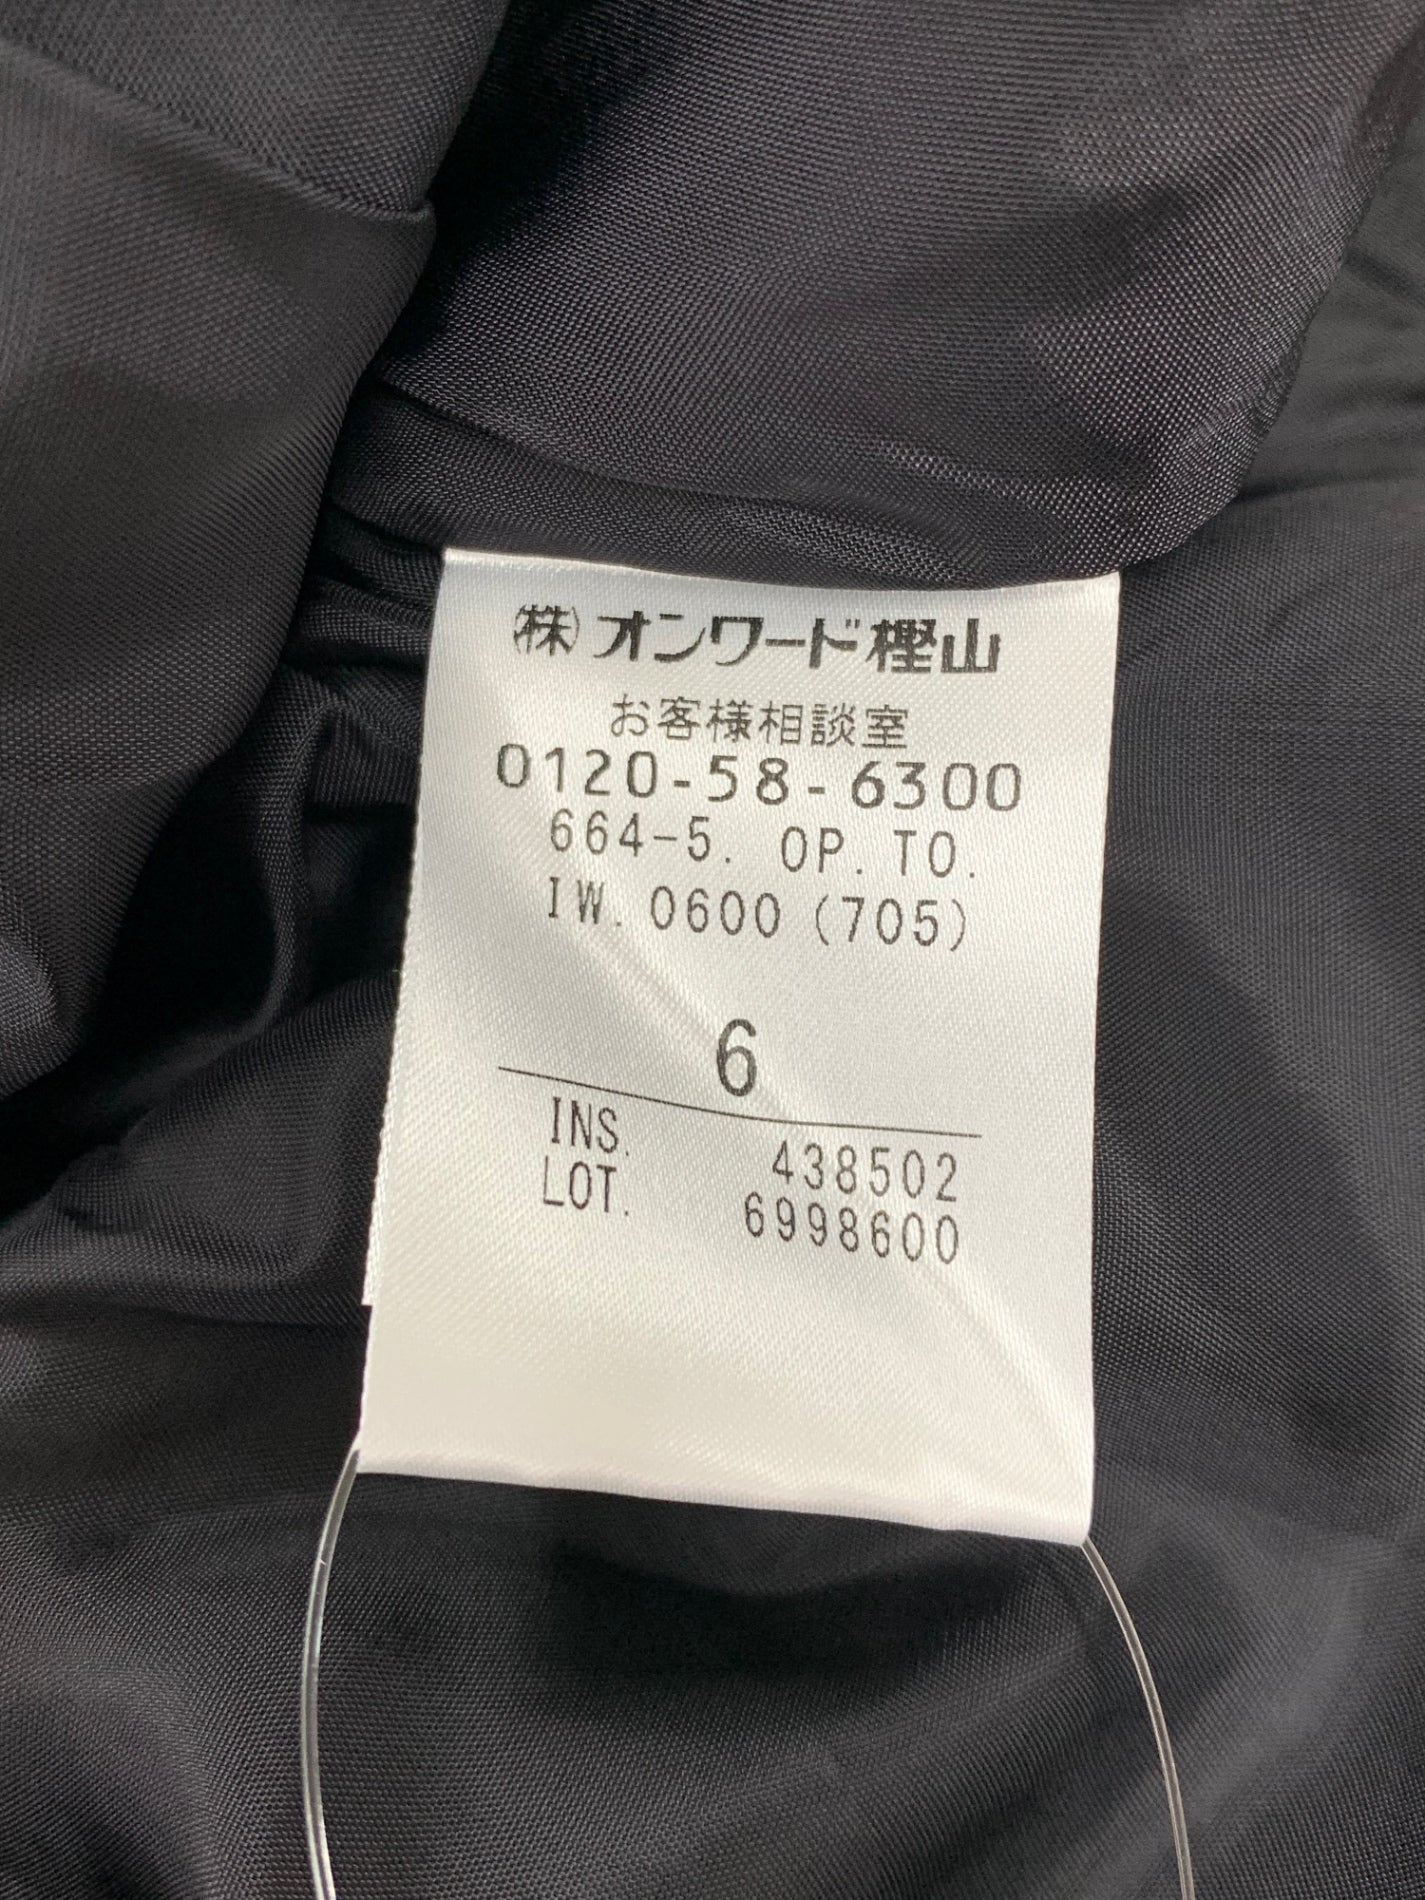 ㈱オンワード樫山
お客様相談室
0120-58-6300
664-5. OP. TO.
IW. 0600 (705)
6
INS. 438502
LOT. 6998600